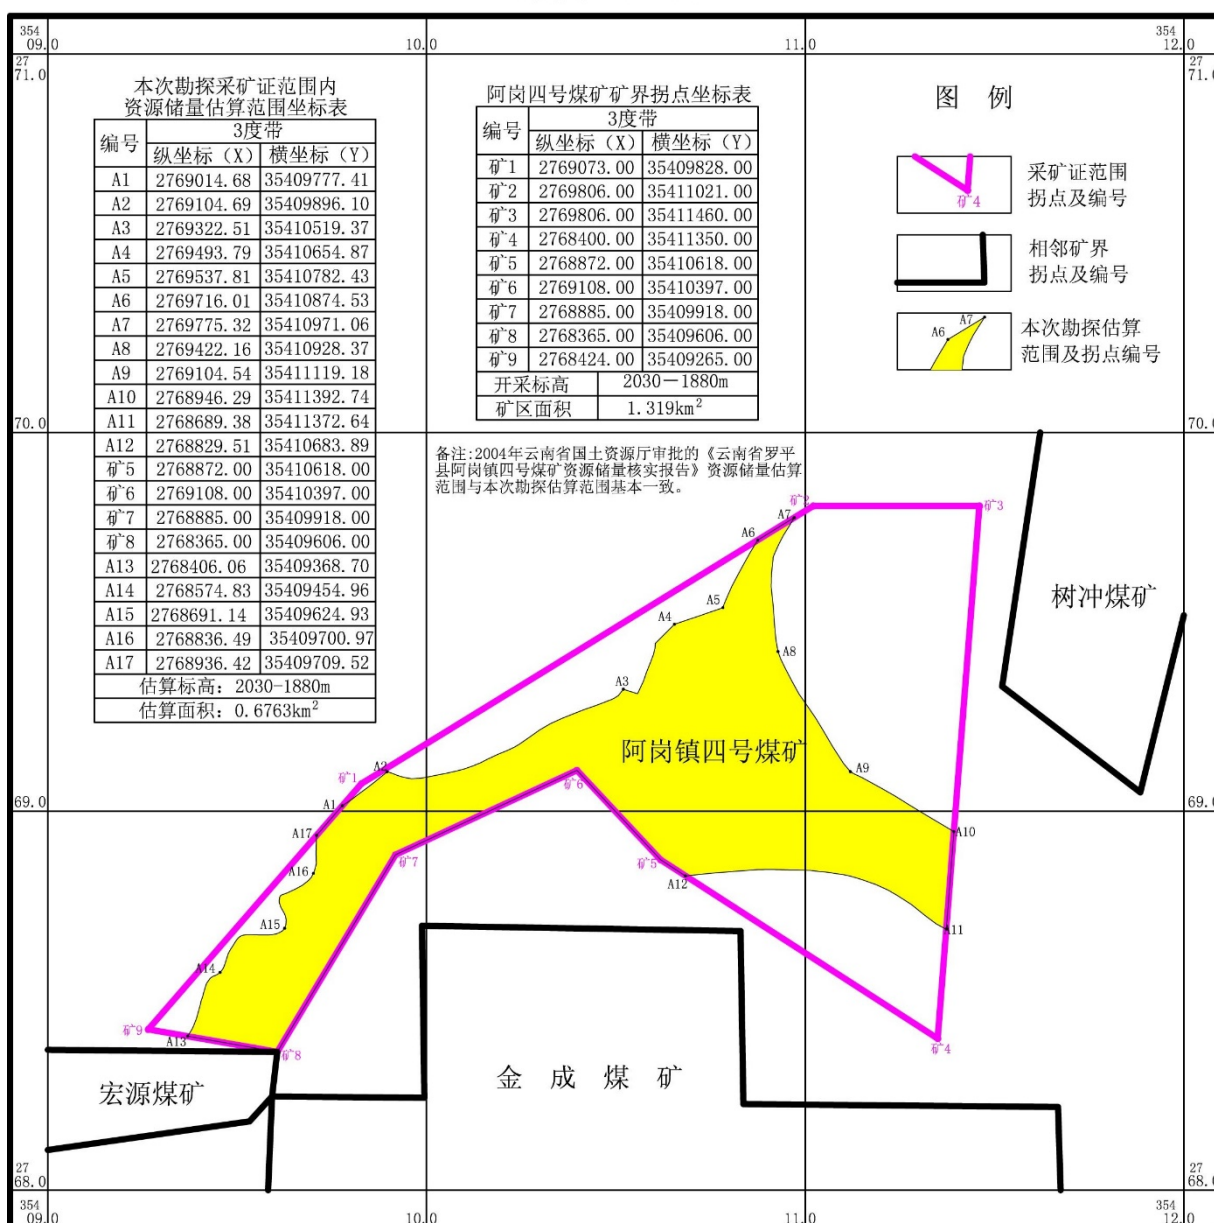 354
09.0
10.0
11.0
354
12.0
27
71.0
27
71.0
本次勘探采矿证范围内
资源储量估算范围坐标表
编号 3度带
纵坐标（X） 横坐标（Y）
A1 2769014.68 35409777.41
A2 2769104.69 35409896.10
A3 2769322.51 35410519.37
A4 2769493.79 35410654.87
A5 2769537.81 35410782.43
A6 2769716.01 35410874.53
A7 2769775.32 35410971.06
A8 2769422.16 35410928.37
A9 2769104.54 35411119.18
A10 2768946.29 35411392.74
A11 2768689.38 35411372.64
A12 2768829.51 35410683.89
矿5 2768872.00 35410618.00
矿6 2769108.00 35410397.00
矿7 2768885.00 35409918.00
矿8 2768365.00 35409606.00
A13 2768406.06 35409368.70
A14 2768574.83 35409454.96
A15 2768691.14 35409624.93
A16 2768836.49 35409700.97
A17 2768936.42 35409709.52
估算标高：2030-1880m
估算面积：0.6763km²
阿岗四号煤矿矿界拐点坐标表
编号 3度带
纵坐标（X） 横坐标（Y）
矿1 2769073.00 35409828.00
矿2 2769806.00 35411021.00
矿3 2769806.00 35411460.00
矿4 2768400.00 35411350.00
矿5 2768872.00 35410618.00
矿6 2769108.00 35410397.00
矿7 2768885.00 35409918.00
矿8 2768365.00 35409606.00
矿9 2768424.00 35409265.00
开采标高 2030－1880m
矿区面积 1.319km²
图 例
矿4
采矿证范围
拐点及编号
相邻矿界
拐点及编号
A7
A6
本次勘探估算
范围及拐点编号
70.0
70.0
备注:2004年云南省国土资源厅审批的《云南省罗平
县阿岗镇四号煤矿资源储量核实报告》资源储量估算
范围与本次勘探估算范围基本一致。
矿2
矿3
A7
A6
A5
A4
树冲煤矿
A8
A3
阿岗镇四号煤矿
A2
矿1
矿6
A9
A1
69.0
69.0
A17
A10
矿7
矿5
A16
A12
A15
A11
A14
矿9
A13
矿8
矿4
宏源煤矿
金成煤矿
27
68.0
27
68.0
354
09.0
10.0
11.0
354
12.0